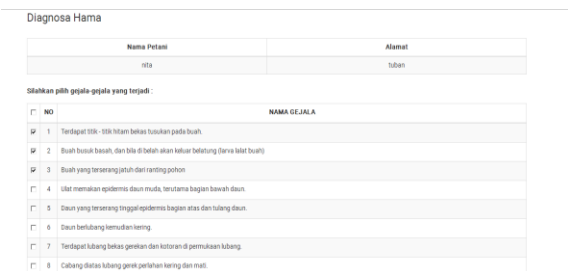 Diagnosa Hama
Nama Petani Alamat
nita tuban
Silahkan pilih gejala-gejala yang terjadi :
NO NAMA GEJALA
1 Terdapat titik - titik hitam bekas tusukan pada buah.
2 Buah busuk basah, dan bila di belah akan keluar belatung (larva lalat buah)
3 Buah yang terserang jatuh dari ranting pohon
4 Ulat memakan epidermis daun muda, terutama bagian bawah daun.
5 Daun yang terserang tinggal epidermis bagian atas dan tulang daun.
6 Daun berlubang kemudian kering.
7 Terdapat lubang bekas gerekan dan kotoran di permukaan lubang.
8 Cabang diatas lubang gerek perlahan kering dan mati.